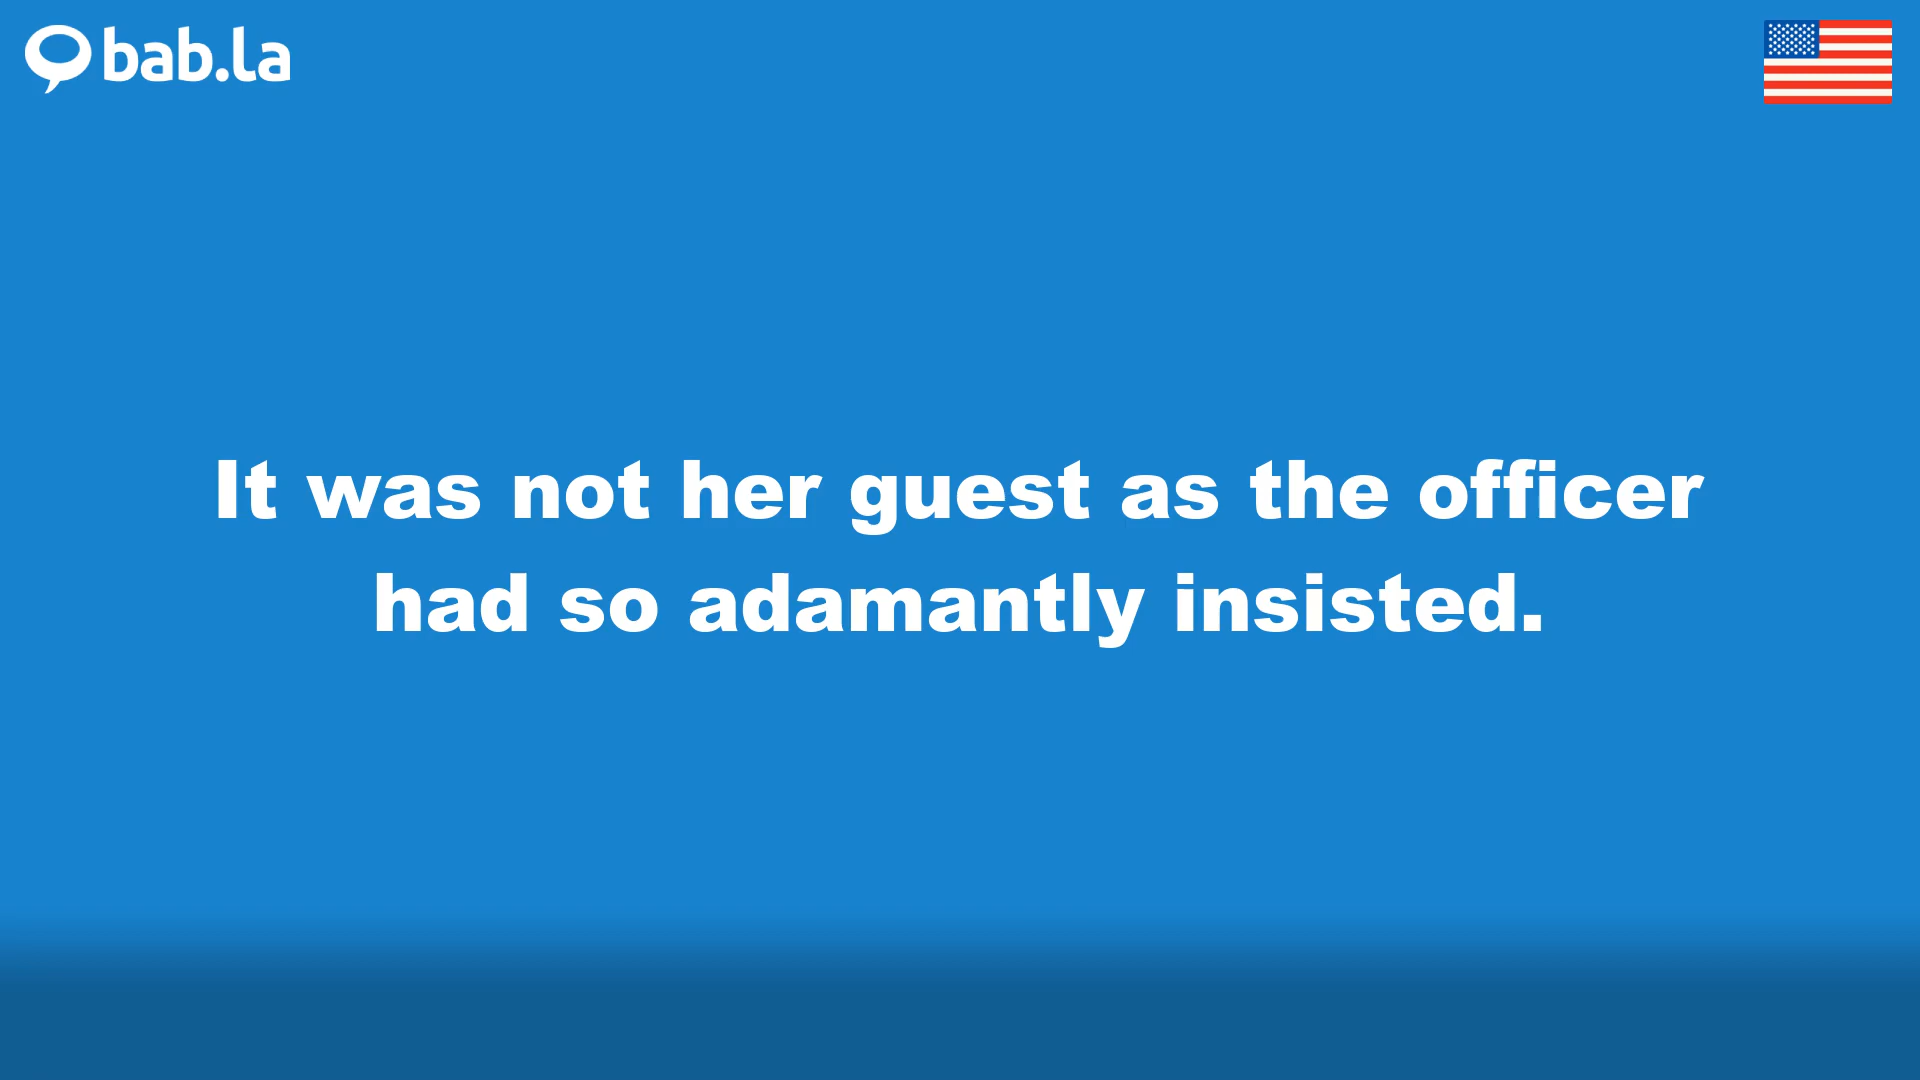 bab.la
It was not her guest as the officer
had so adamantly insisted.